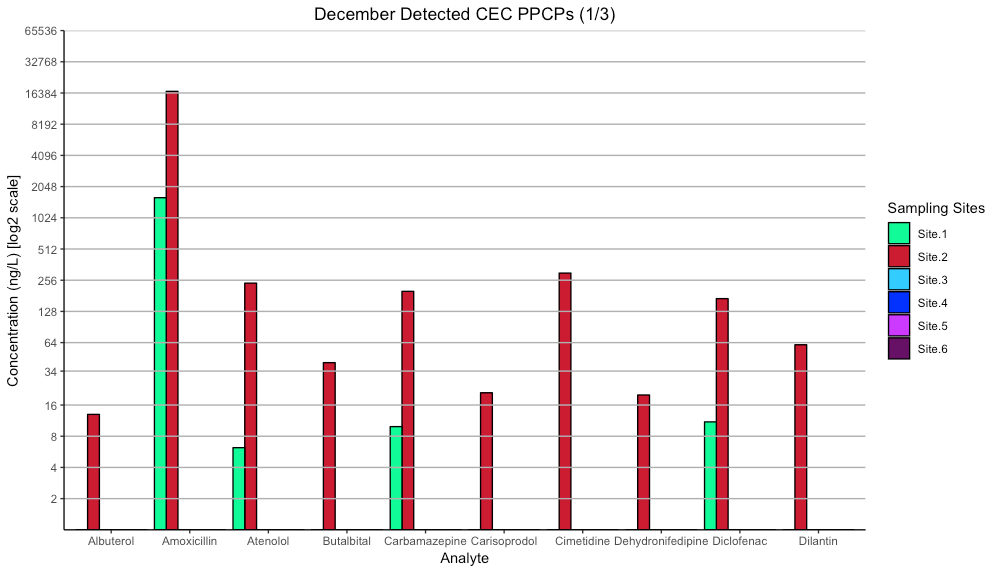 December Detected CEC PPCPs (1/3)
65536
32768
16384
8192
4096
2048
1024
512
256
128
64
34
16
8
4
2
Concentration (ng/L) [log2 scale]
Albuterol Amoxicillin Atenolol Butalbital Carbamazepine Carisoprodol Cimetidine Dehydronifedipine Diclofenac Dilantin
Analyte
Sampling Sites
Site.1
Site.2
Site.3
Site.4
Site.5
Site.6